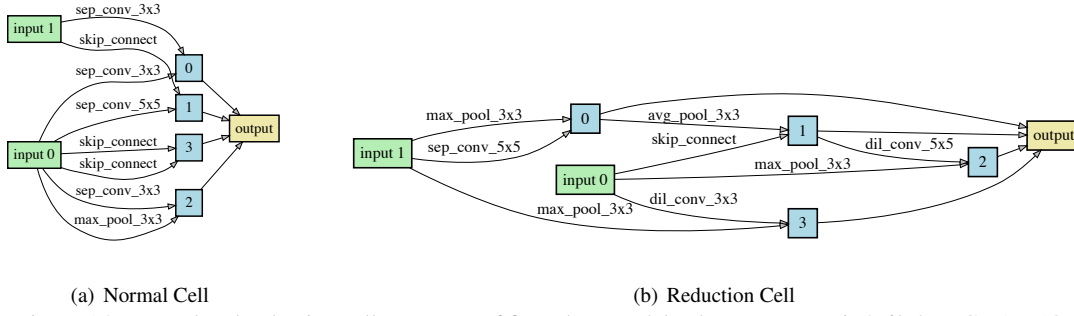 sep_conv_3x3
input 1
skip_connect
sep_conv_3x3
0
sep_conv_5x5
1
output
skip_connect
3
input 0
skip_connect
sep_conv_3x3
2
max_pool_3x3
(a) Normal Cell
max_pool_3x3
0
avg_pool_3x3
1
output
input 1
sep_conv_5x5
skip_connect
dil_conv_5x5
2
max_pool_3x3
input 0
dil_conv_3x3
max_pool_3x3
3
(b) Reduction Cell